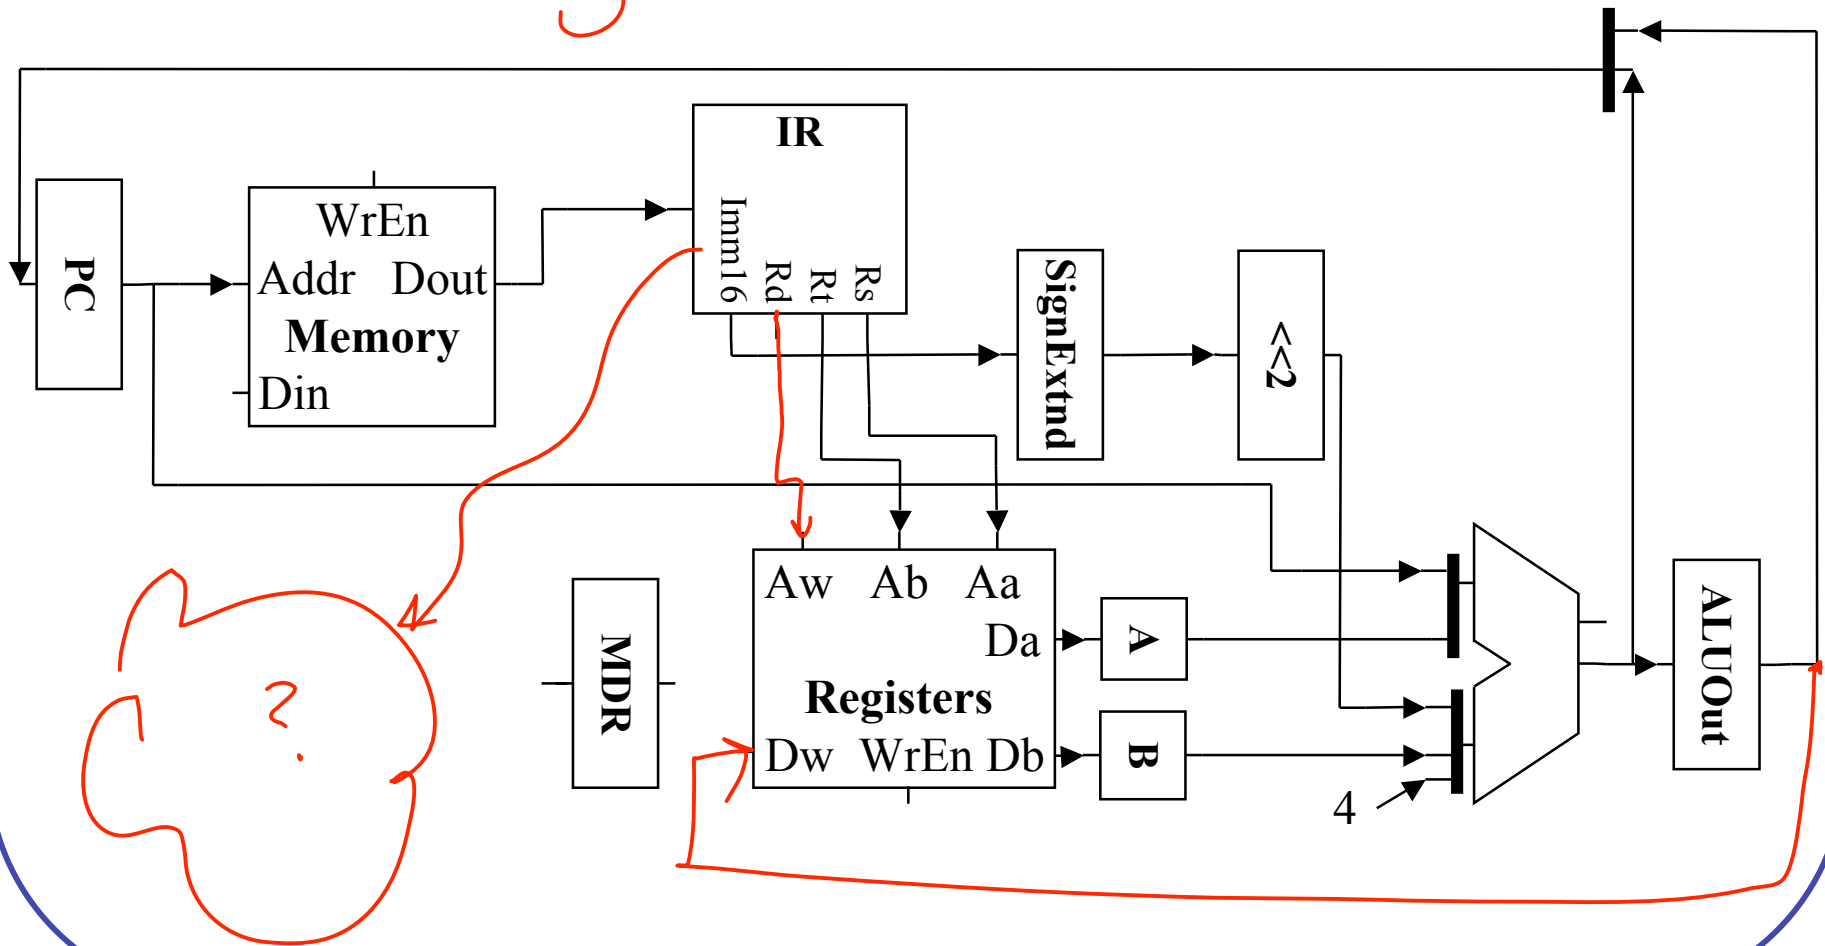 IR
WrEn
Addr Dout
Memory
Din
PC
Imm16
Rd
Rt
Rs
SignExtnd
<<2
MDR
Aw Ab Aa
Da
Registers
Dw WrEn Db
A
B
4
ALUOut
?